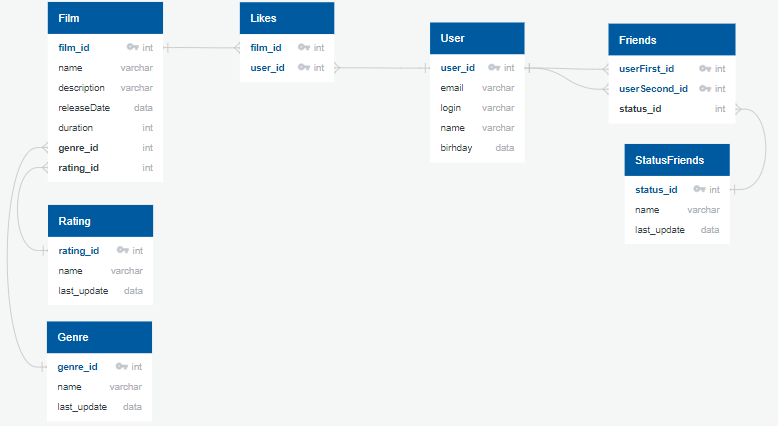 Film
film_id int
name varchar
description varchar
releaseDate data
duration int
genre_id int
rating_id int
Likes
film_id int
user_id int
User
user_id int
email varchar
login varchar
name varchar
birhday data
Friends
userFirst_id int
userSecond_id int
status_id int
StatusFriends
status_id int
name varchar
last_update data
Rating
rating_id int
name varchar
last_update data
Genre
genre_id int
name varchar
last_update data